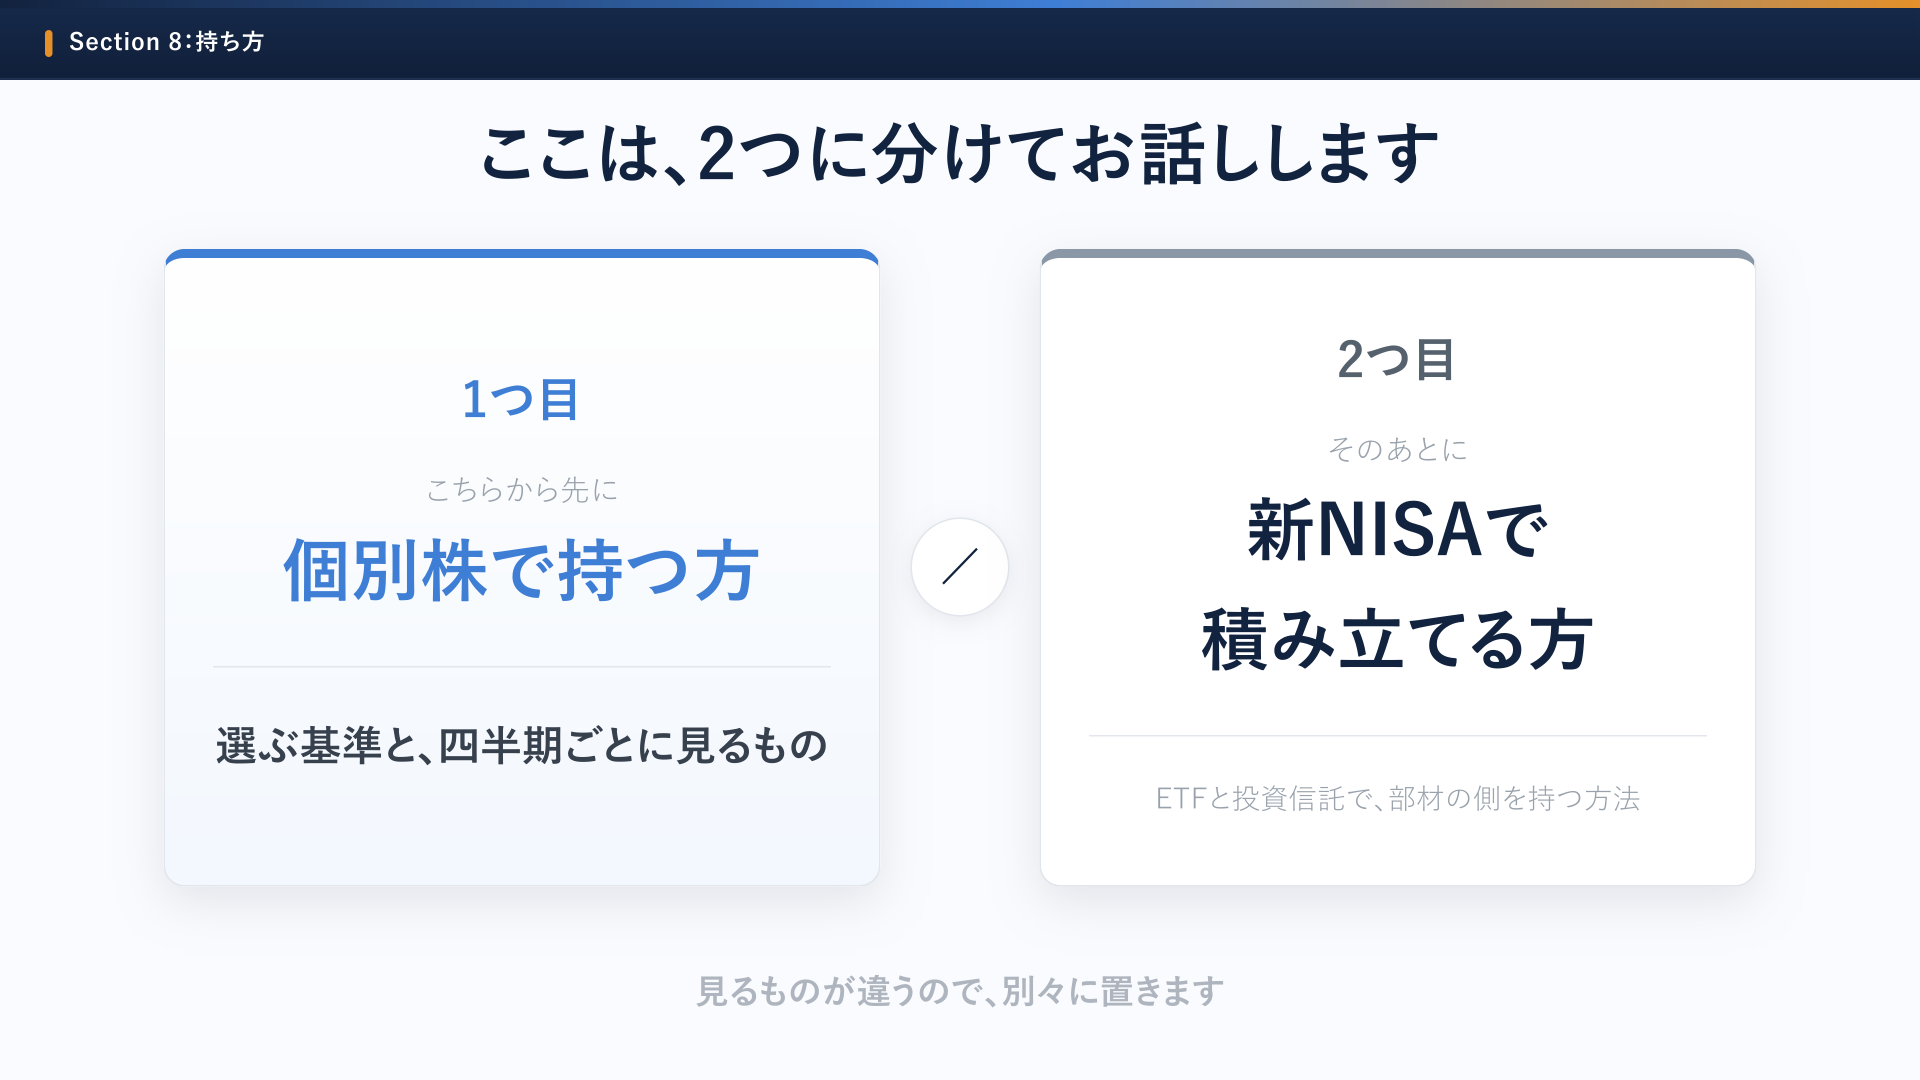 Section 8：持ち方
ここは、2つに分けてお話しします
1つ目
こちらから先に
個別株で持つ方
選ぶ基準と、四半期ごとに見るもの
／
2つ目
そのあとに
新NISAで
積み立てる方
ETFと投資信託で、部材の側を持つ方法
見るものが違うので、別々に置きます